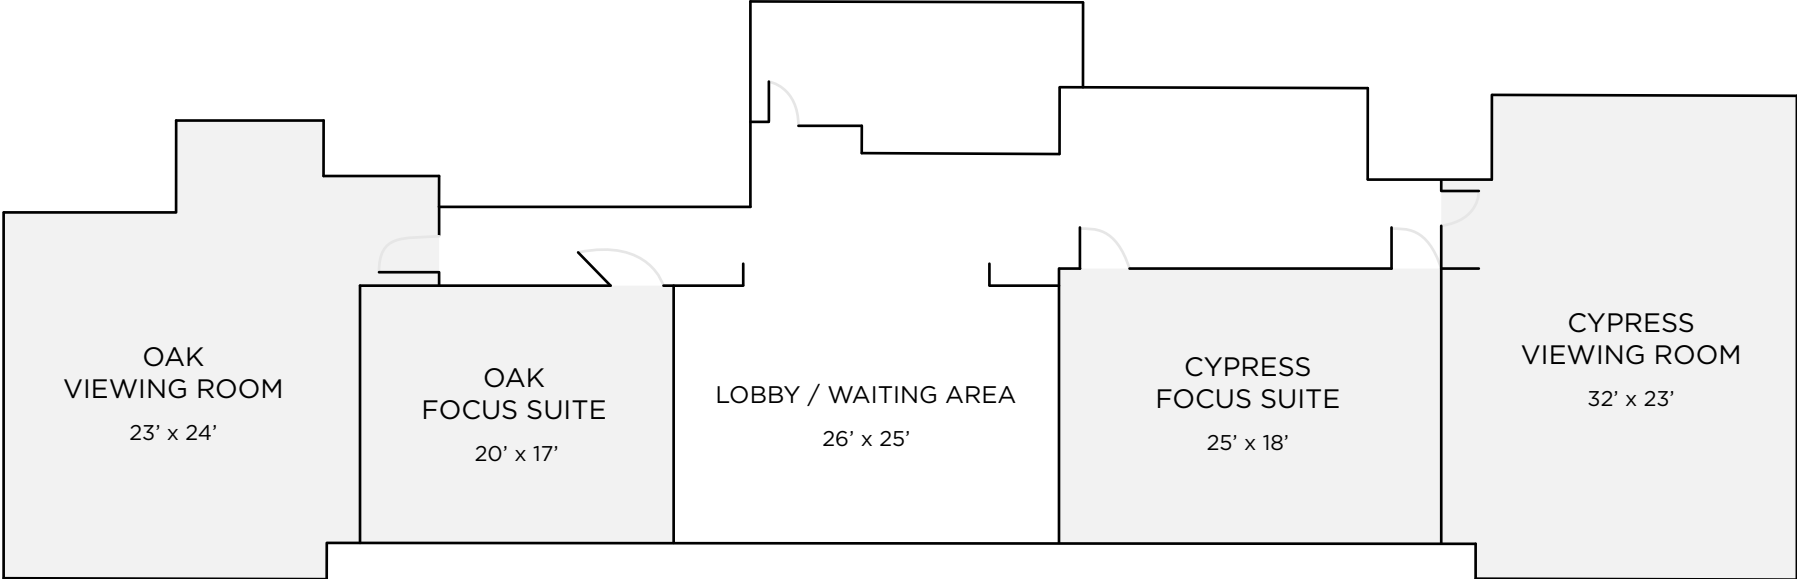 OAK
VIEWING ROOM
23’ x 24’
OAK
FOCUS SUITE
20’ x 17’
LOBBY / WAITING AREA
26’ x 25’
CYPRESS
FOCUS SUITE
25’ x 18’
CYPRESS
VIEWING ROOM
32’ x 23’